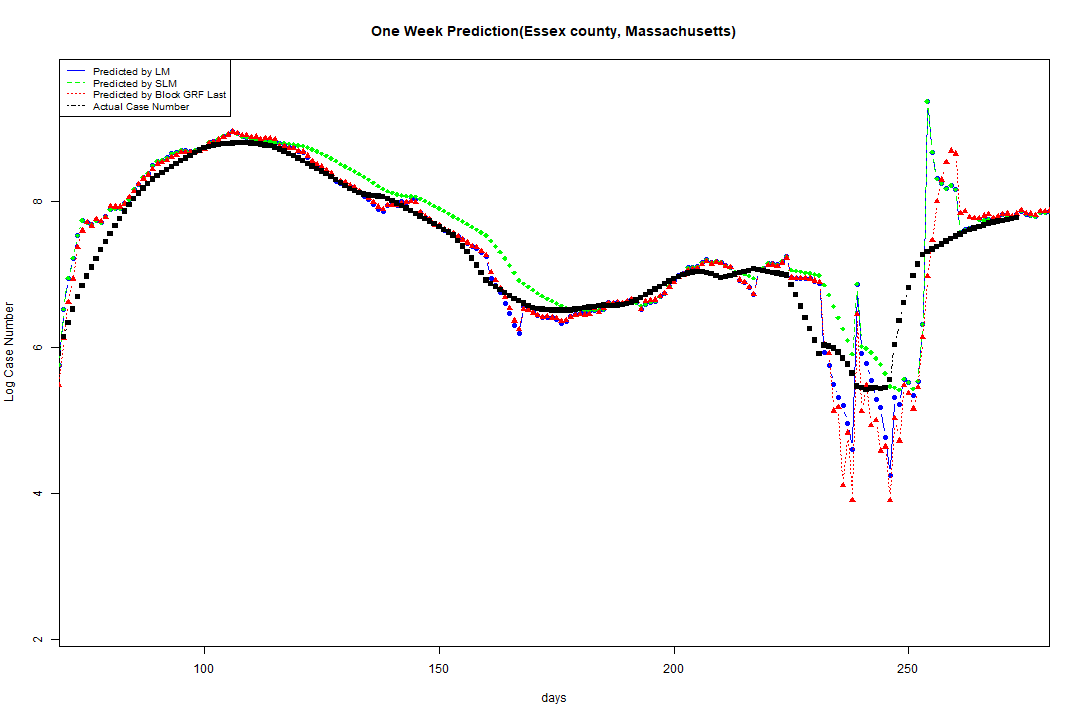 One Week Prediction(Essex county, Massachusetts)
Predicted by LM
Predicted by SLM
Predicted by Block GRF Last
Actual Case Number
8
6
4
2
Log Case Number
100 150 200 250
days